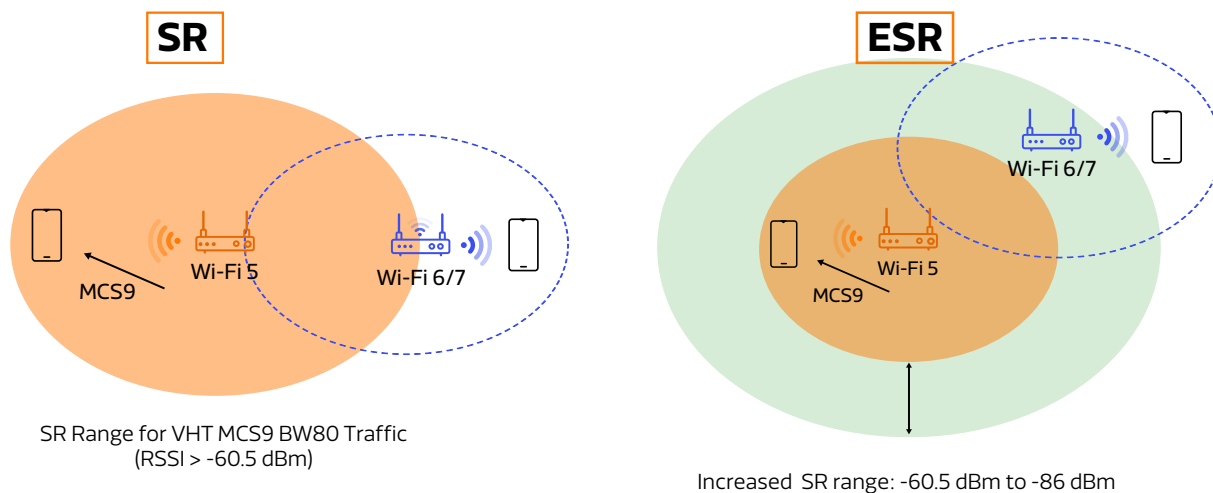 SR
Wi-Fi 5
MCS9
Wi-Fi 6/7
SR Range for VHT MCS9 BW80 Traffic
(RSSI > -60.5 dBm)
ESR
Wi-Fi 6/7
Wi-Fi 5
MCS9
Increased SR range: -60.5 dBm to -86 dBm